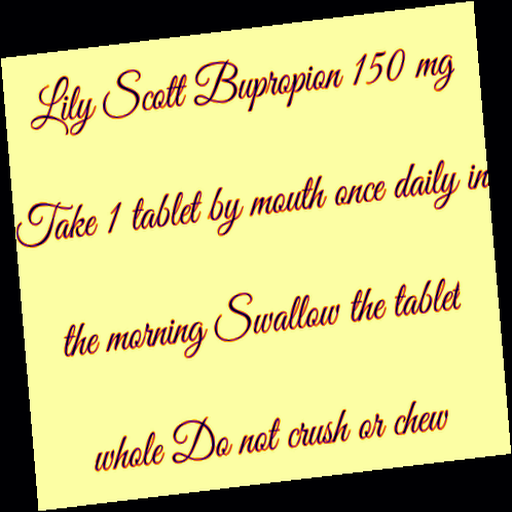 Lily Scott Bupropion 150 mg
Take 1 tablet by mouth once daily in
the morning Swallow the tablet
whole Do not crush or chew